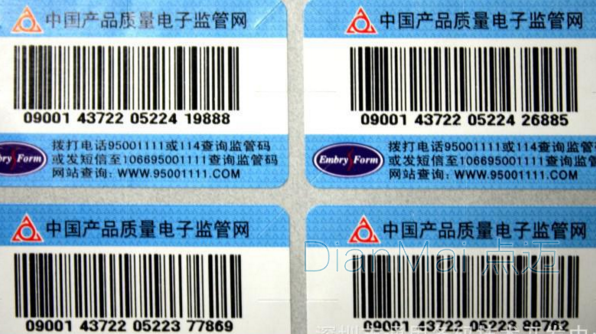 中国产品质量电子监管网
09001 43722 05224 19888
拨打电话95001111或114查询监管码
或发短信至106695001111查询监管码
网站查询: WWW.95001111.COM
Embry Form
中国产品质量电子监管网
09001 43722 05224 26885
拨打电话95001111或114查询监管码
或发短信至106695001111查询监管码
网站查询: WWW.95001111.COM
Embry Form
中国产品质量电子监管网
09001 43722 05223 77869
中国产品质量电子监管网
09001 43722 05223 89762
DianMai 点迈